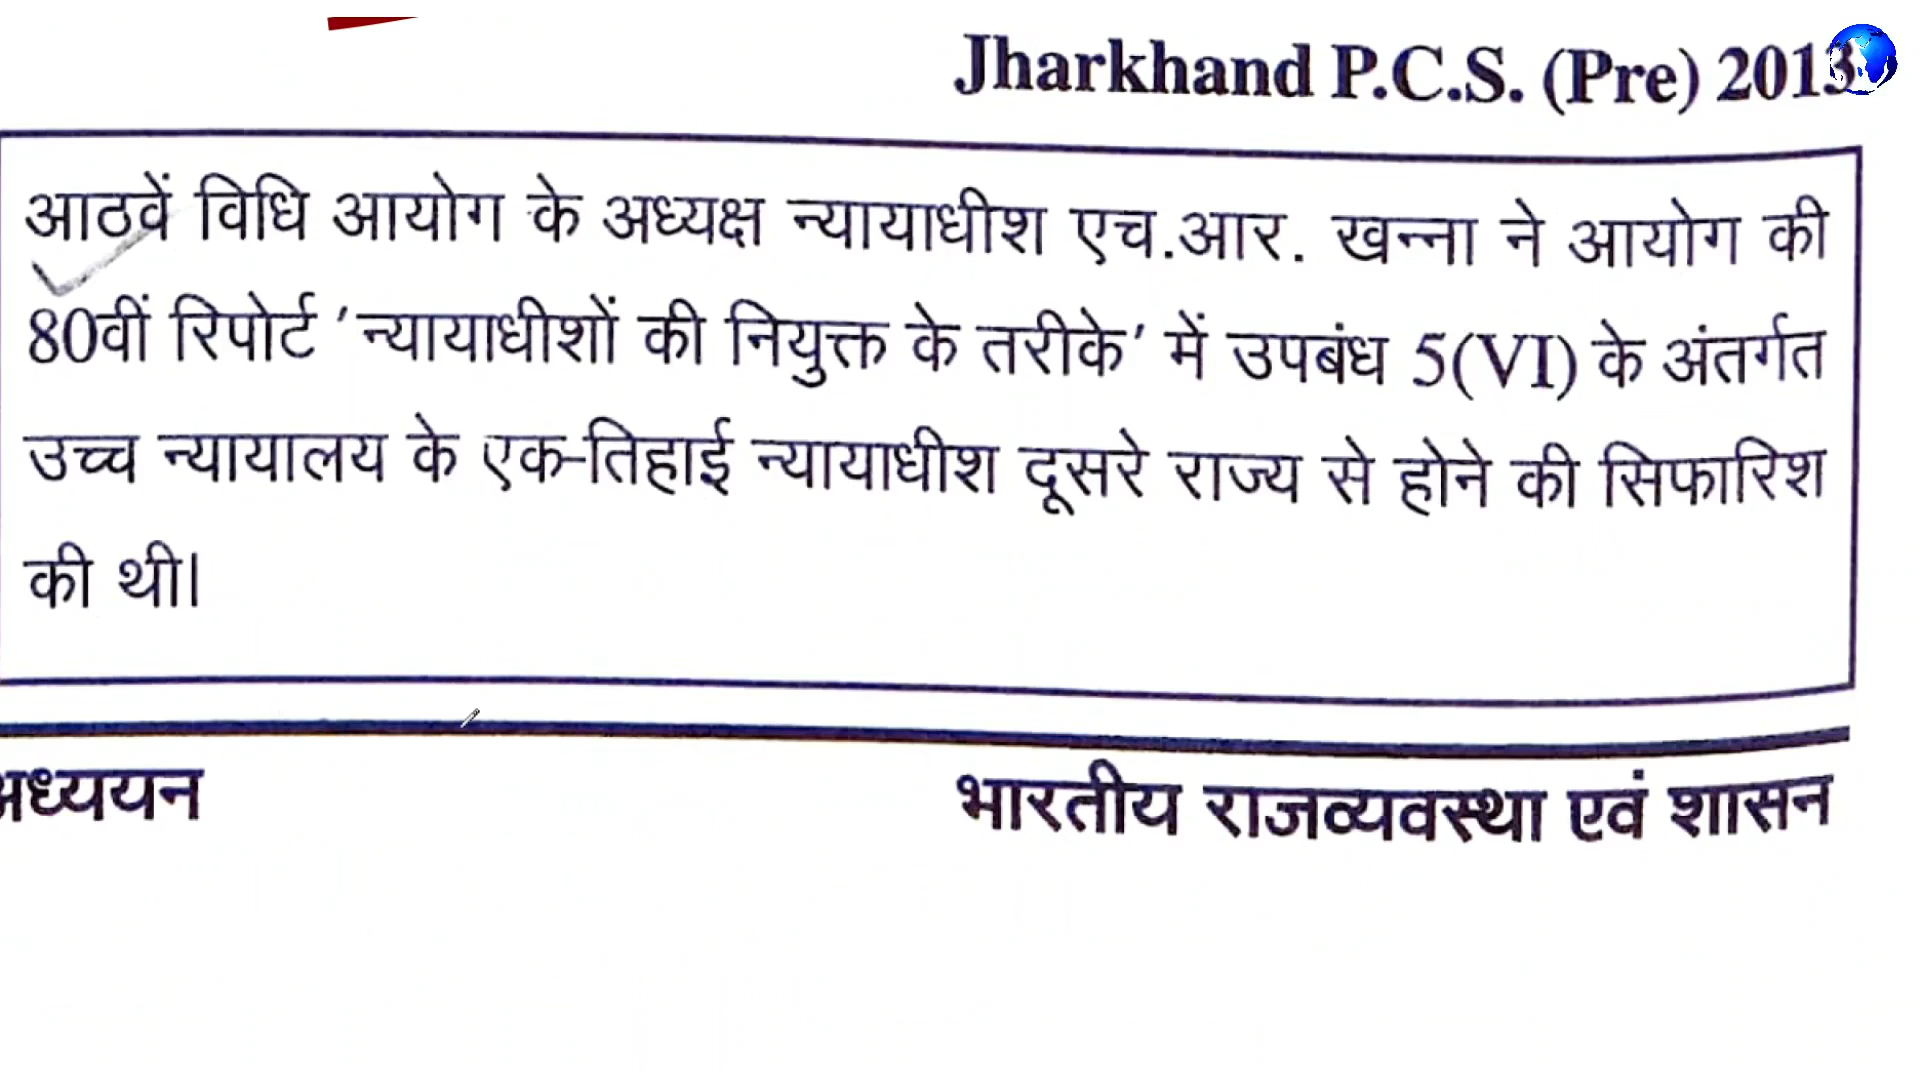 Jharkhand P.C.S. (Pre) 2013
आठवें विधि आयोग के अध्यक्ष न्यायाधीश एच.आर. खन्ना ने आयोग की
80वीं रिपोर्ट 'न्यायाधीशों की नियुक्त के तरीके' में उपबंध 5(VI) के अंतर्गत
उच्च न्यायालय के एक-तिहाई न्यायाधीश दूसरे राज्य से होने की सिफारिश
की थी।
अध्ययन भारतीय राजव्यवस्था एवं शासन